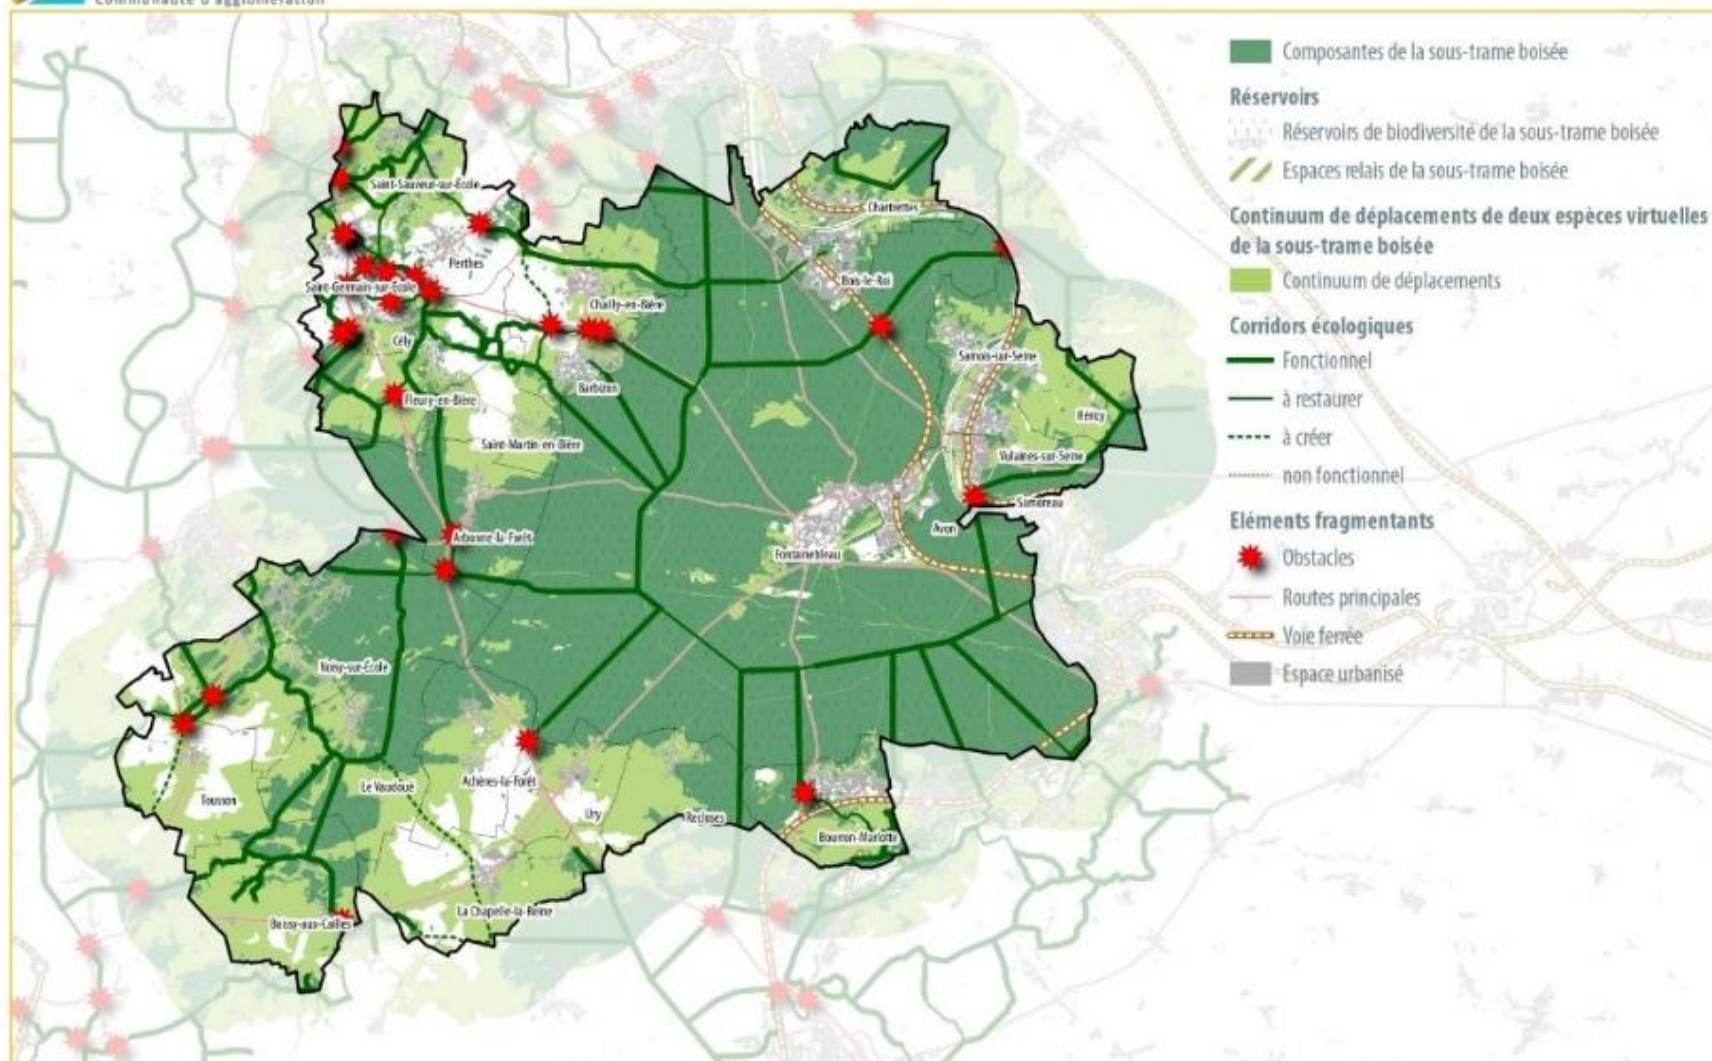 Communauté d'agglomération
Composantes de la sous-trame boisée
Réservoirs
Réservoirs de biodiversité de la sous-trame boisée
Espaces relais de la sous-trame boisée
Continuum de déplacements de deux espèces virtuelles
de la sous-trame boisée
Continuum de déplacements
Corridors écologiques
Fonctionnel
à restaurer
à créer
non fonctionnel
Eléments fragmentants
Obstacles
Routes principales
Voie ferrée
Espace urbanisé
Saint-Sauveur-sur-École
Chartrettes
Perthes
Bois-le-Roi
Saint-Germain-sur-École
Chailly-en-Bière
Cély
Samois-sur-Seine
Barbizon
Fleury-en-Bière
Héricy
Saint-Martin-en-Bière
Vulaines-sur-Seine
Samoreau
Avon
Arbonne-la-Forêt
Fontainebleau
Noisy-sur-École
Achères-la-Forêt
Le Vaudoué
Tousson
Ury
Recloses
Bourron-Marlotte
La Chapelle-la-Reine
Boissy-aux-Cailles